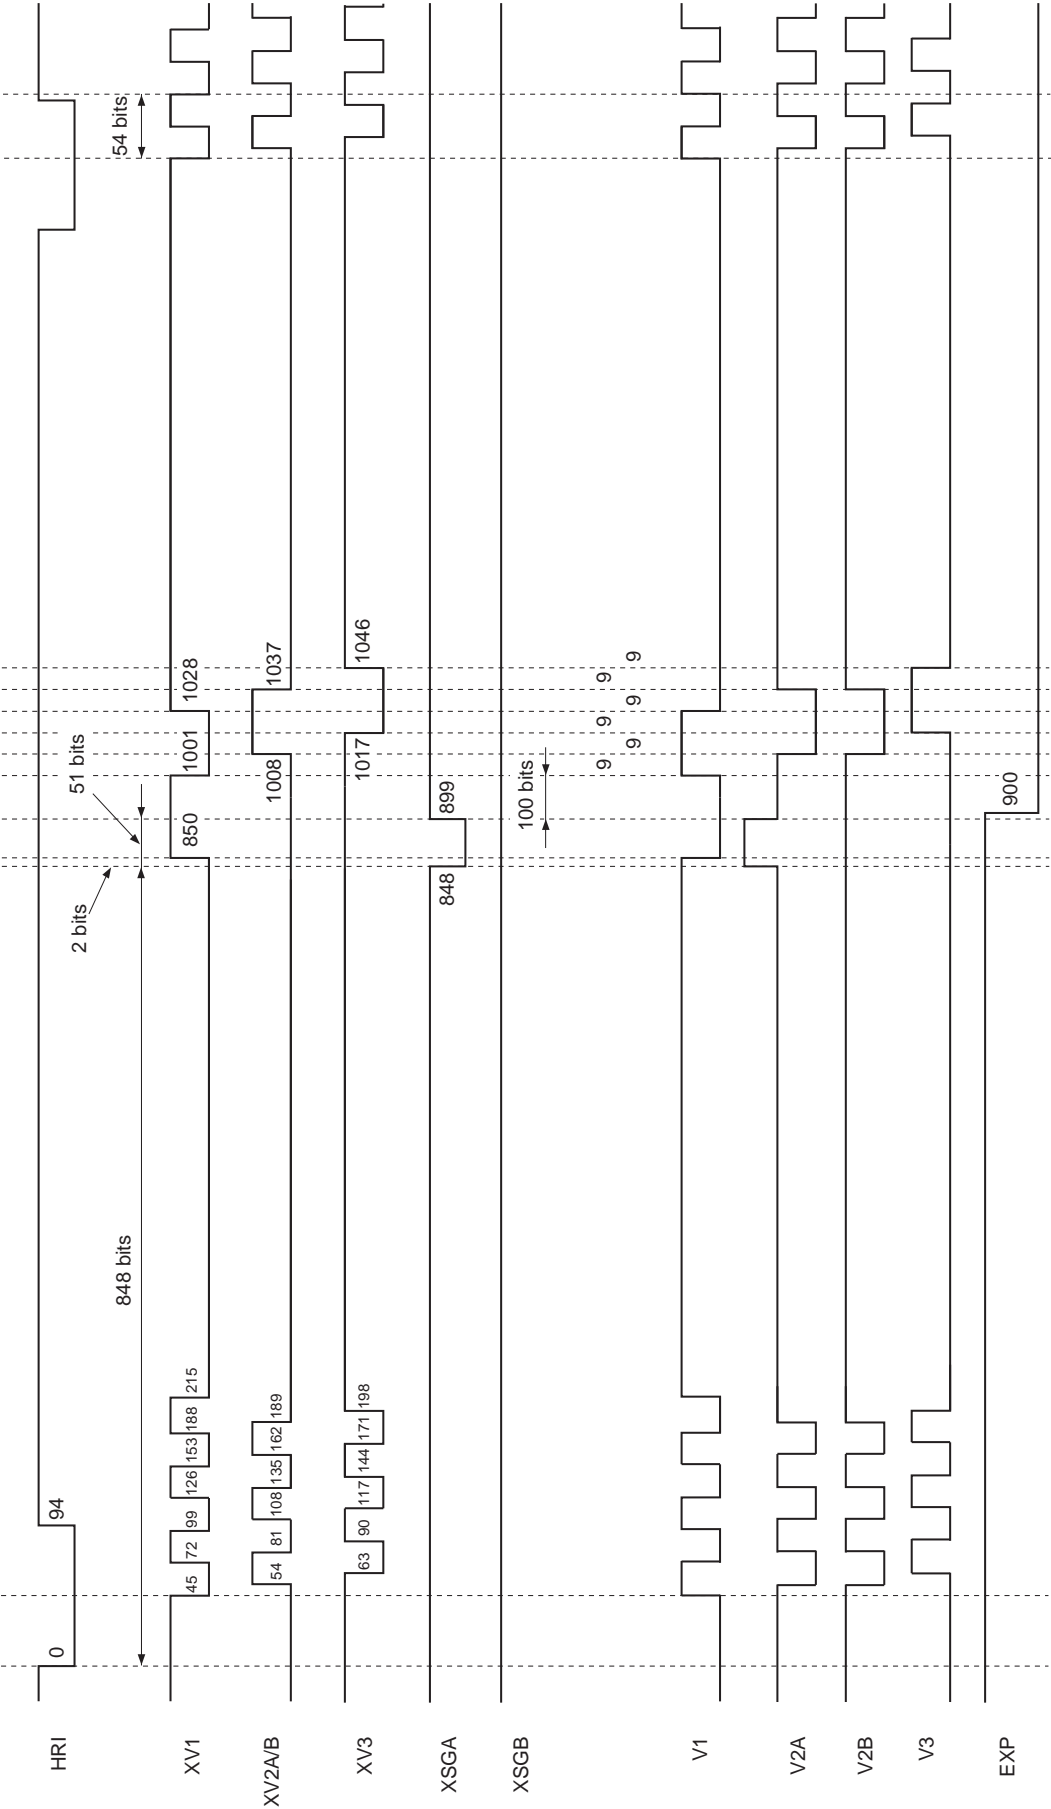 HRI
0
94
848 bits
2 bits
51 bits
54 bits
XV1
45
72
99
126
153
188
215
850
1001
1028
XV2A/B
54
81
108
135
162
189
1008
1037
XV3
63
90
117
144
171
198
1017
1046
XSGA
848
899
XSGB
100 bits
9
9
9
9
9
9
V1
V2A
V2B
V3
EXP
900